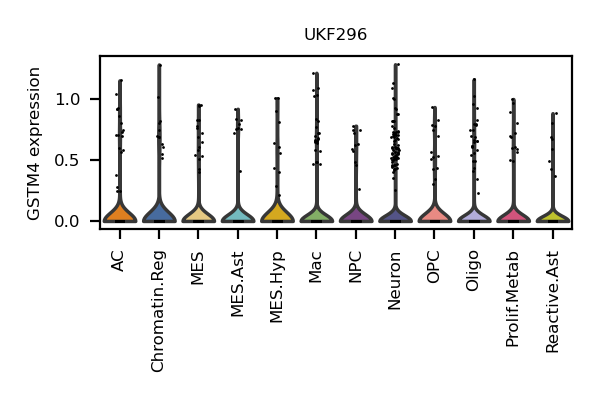 UKF296
GSTM4 expression
1.0
0.5
0.0
AC
Chromatin.Reg
MES
MES.Ast
MES.Hyp
Mac
NPC
Neuron
OPC
Oligo
Prolif.Metab
Reactive.Ast